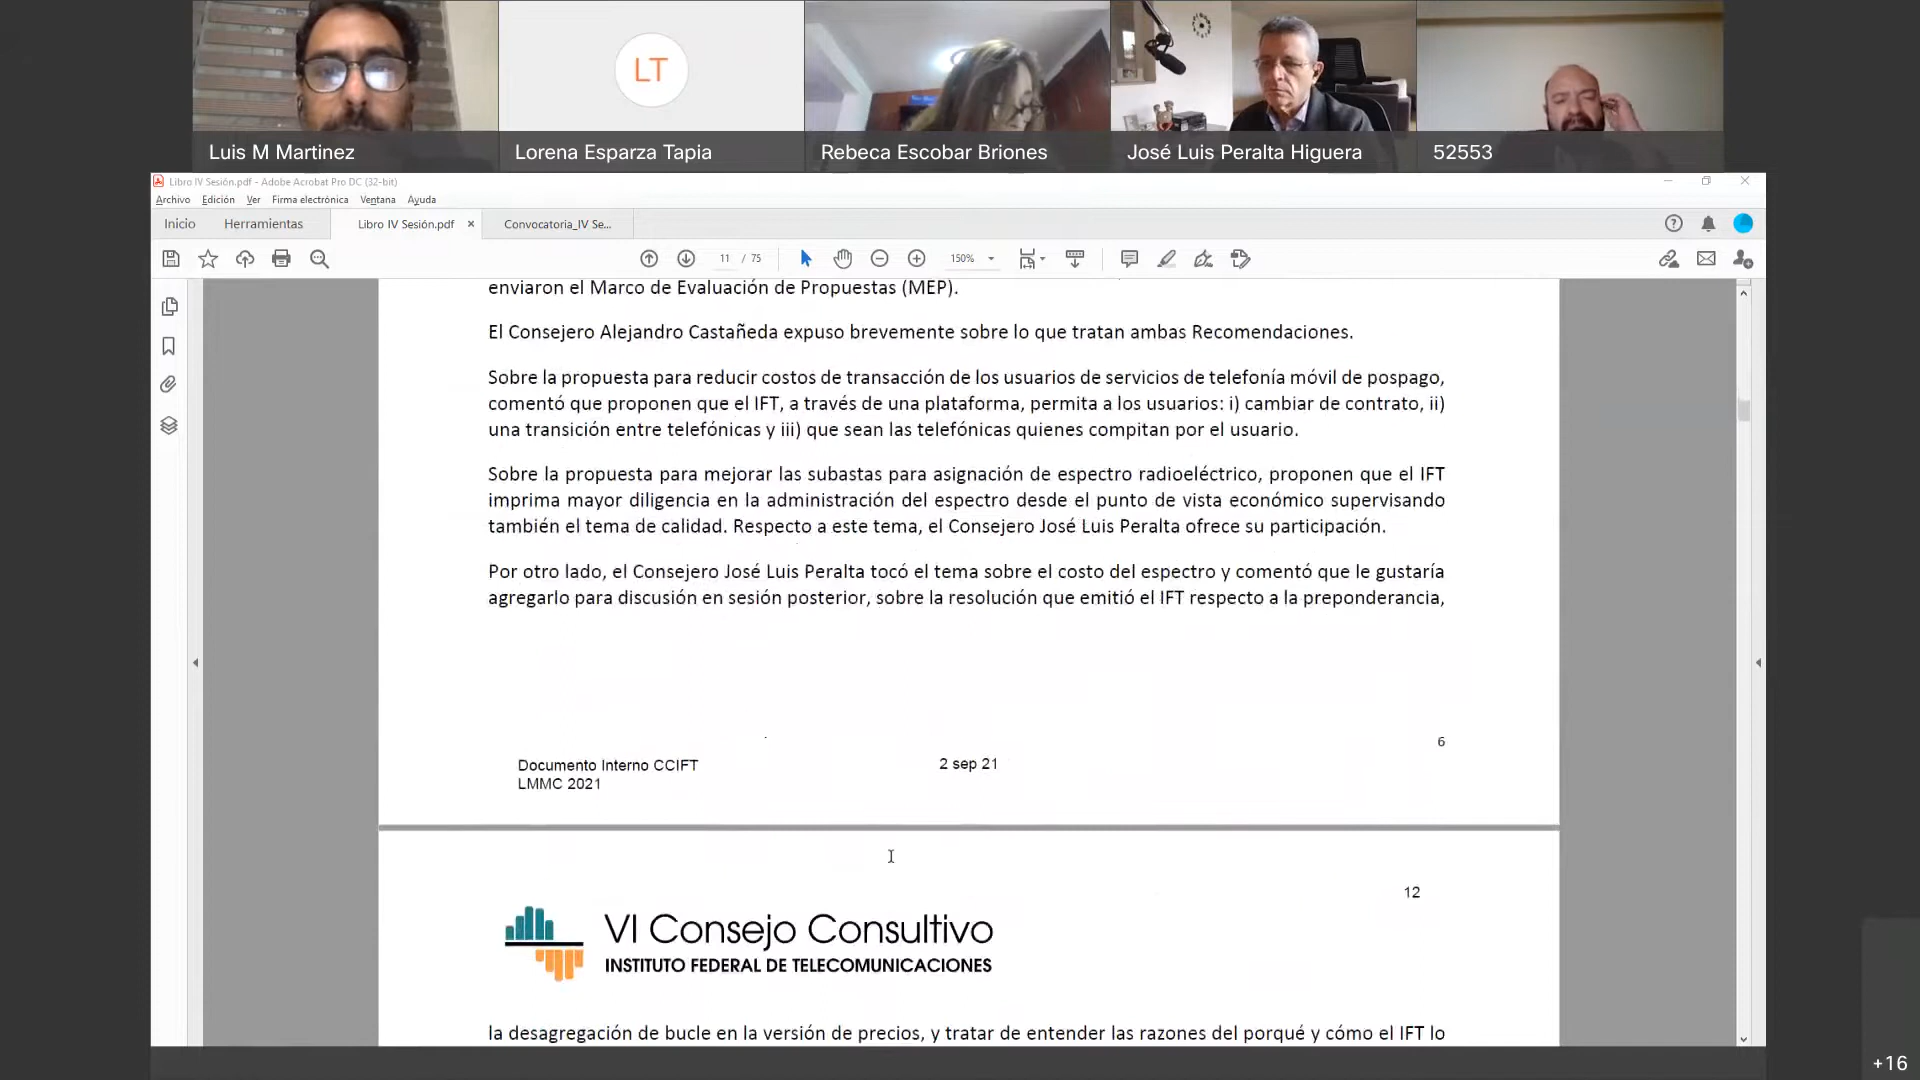 LT
Luis M Martinez
Lorena Esparza Tapia
Rebeca Escobar Briones
José Luis Peralta Higuera
52553
Libro IV Sesión.pdf - Adobe Acrobat Pro DC (32-bit)
Archivo Edición Ver Firma electrónica Ventana Ayuda
Inicio Herramientas Libro IV Sesión.pdf Convocatoria_IV Se...
11 / 75 150%
enviaron el Marco de Evaluación de Propuestas (MEP).
El Consejero Alejandro Castañeda expuso brevemente sobre lo que tratan ambas Recomendaciones.
Sobre la propuesta para reducir costos de transacción de los usuarios de servicios de telefonía móvil de pospago,
comentó que proponen que el IFT, a través de una plataforma, permita a los usuarios: i) cambiar de contrato, ii)
una transición entre telefónicas y iii) que sean las telefónicas quienes compitan por el usuario.
Sobre la propuesta para mejorar las subastas para asignación de espectro radioeléctrico, proponen que el IFT
imprima mayor diligencia en la administración del espectro desde el punto de vista económico supervisando
también el tema de calidad. Respecto a este tema, el Consejero José Luis Peralta ofrece su participación.
Por otro lado, el Consejero José Luis Peralta tocó el tema sobre el costo del espectro y comentó que le gustaría
agregarlo para discusión en sesión posterior, sobre la resolución que emitió el IFT respecto a la preponderancia,
6
Documento Interno CCIFT 2 sep 21
LMMC 2021
12
VI Consejo Consultivo
INSTITUTO FEDERAL DE TELECOMUNICACIONES
la desagregación de bucle en la versión de precios, y tratar de entender las razones del porqué y cómo el IFT lo
+16